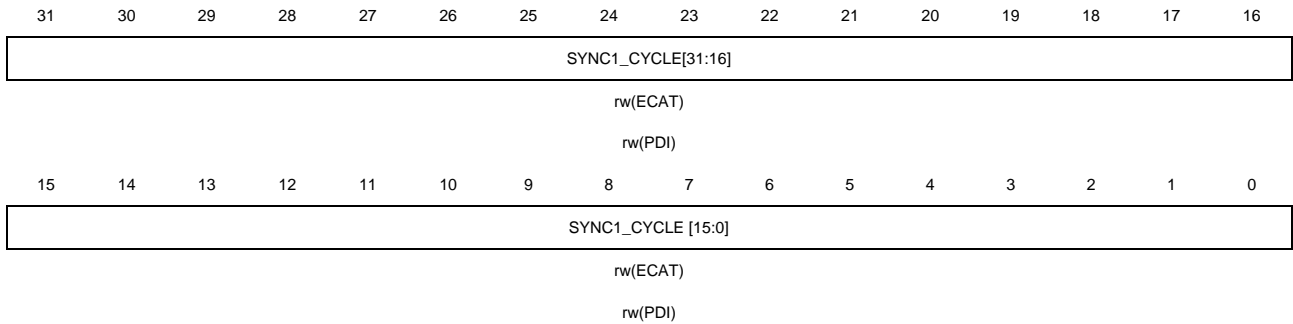 31 30 29 28 27 26 25 24 23 22 21 20 19 18 17 16
SYNC1_CYCLE[31:16]
rw(ECAT)
rw(PDI)
15 14 13 12 11 10 9 8 7 6 5 4 3 2 1 0
SYNC1_CYCLE [15:0]
rw(ECAT)
rw(PDI)